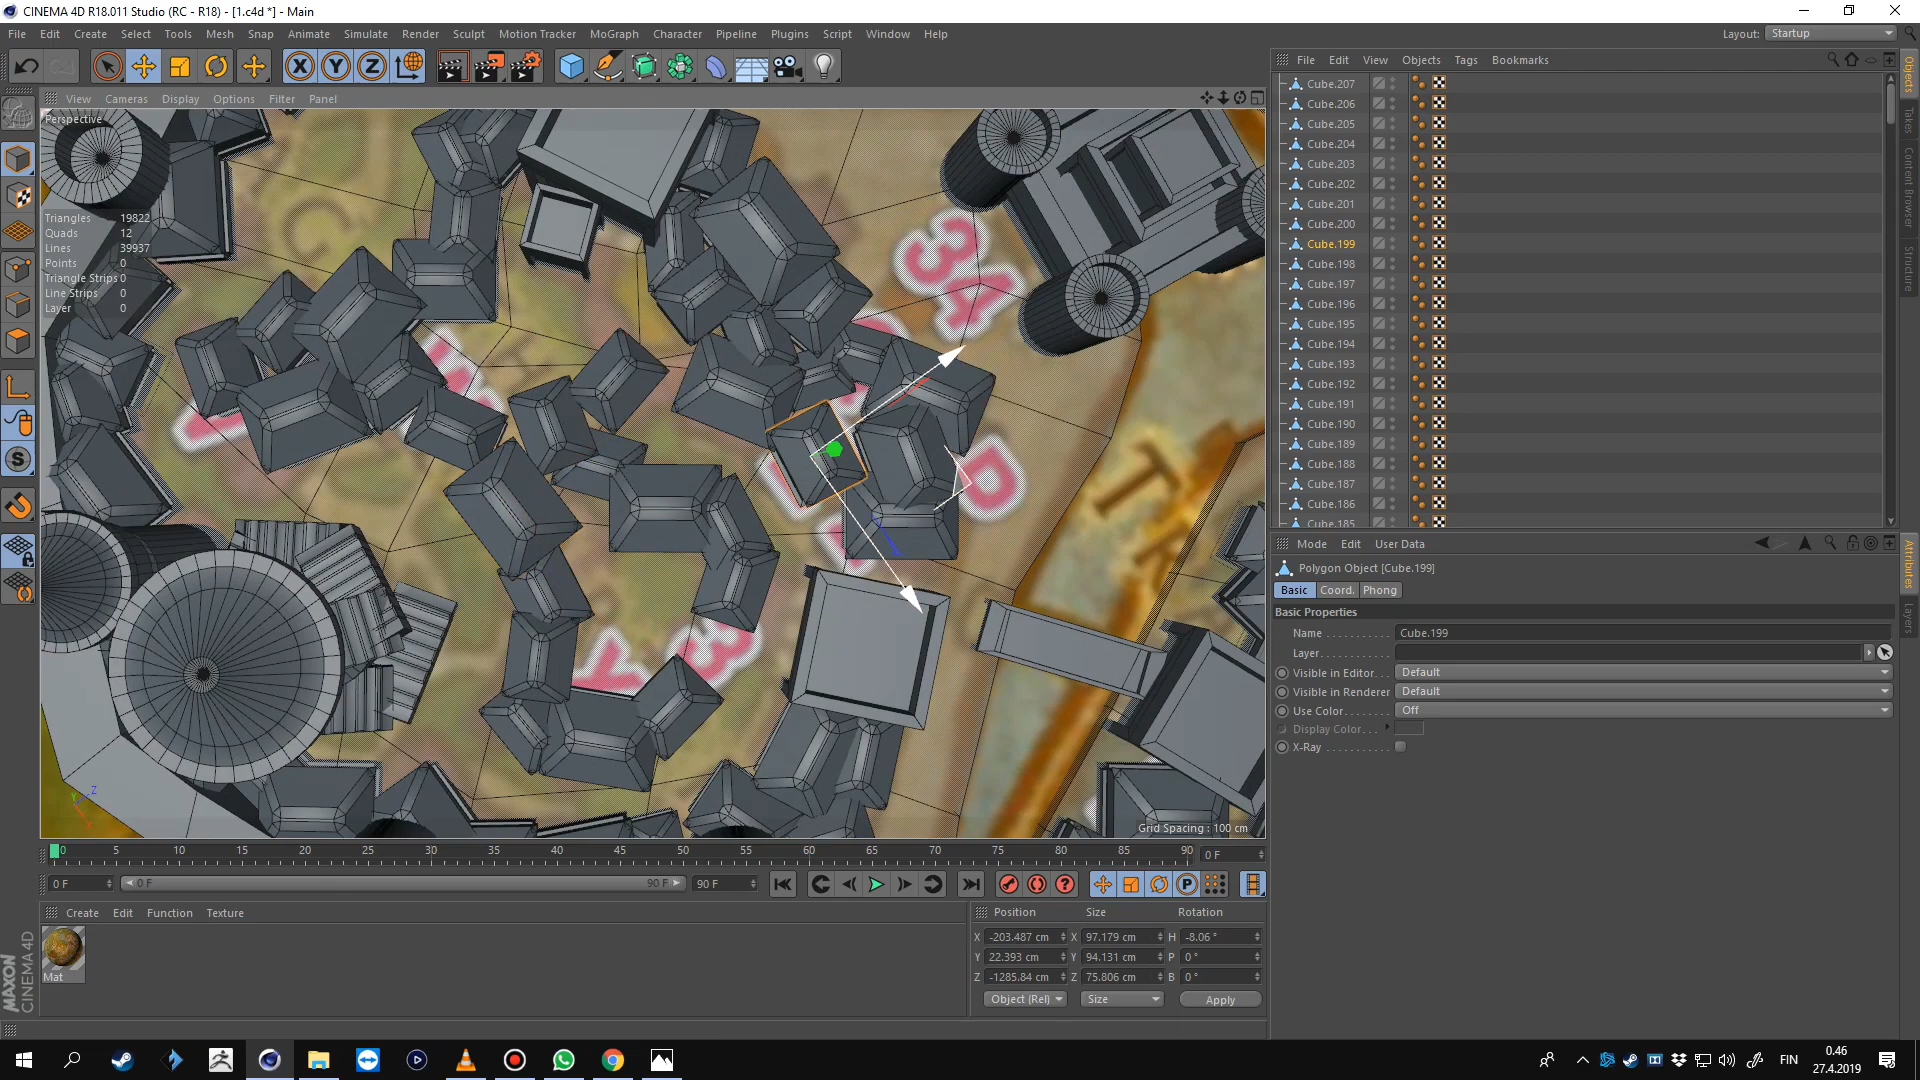 CINEMA 4D R18.011 Studio (RC - R18) - [1.c4d *] - Main
File Edit Create Select Tools Mesh Snap Animate Simulate Render Sculpt Motion Tracker MoGraph Character Pipeline Plugins Script Window Help
Layout: Startup
View Cameras Display Options Filter Panel
Perspective
Triangles 19822
Quads 12
Lines 39937
Points 0
Triangle Strips 0
Line Strips 0
Layer 0
Grid Spacing : 100 cm
File Edit View Objects Tags Bookmarks
Cube.207
Cube.206
Cube.205
Cube.204
Cube.203
Cube.202
Cube.201
Cube.200
Cube.199
Cube.198
Cube.197
Cube.196
Cube.195
Cube.194
Cube.193
Cube.192
Cube.191
Cube.190
Cube.189
Cube.188
Cube.187
Cube.186
Cube.185
Objects
Takes
Content Browser
Structure
Mode Edit User Data
Polygon Object [Cube.199]
Basic Coord. Phong
Basic Properties
Name . . . . . . . . . . . Cube.199
Layer. . . . . . . . . . .
Visible in Editor. . Default
Visible in Renderer Default
Use Color. . . . . . . Off
Display Color. . .
X-Ray . . . . . . . . . .
Attributes
Layers
0 5 10 15 20 25 30 35 40 45 50 55 60 65 70 75 80 85 90
0 F
0 F 0 F 90 F 90 F
Create Edit Function Texture
Mat
MAXON
CINEMA 4D
Position Size Rotation
X -203.487 cm X 97.179 cm H -8.06 °
Y 22.393 cm Y 94.131 cm P 0 °
Z -1285.84 cm Z 75.806 cm B 0 °
Object (Rel) Size Apply
FIN
0.46
27.4.2019